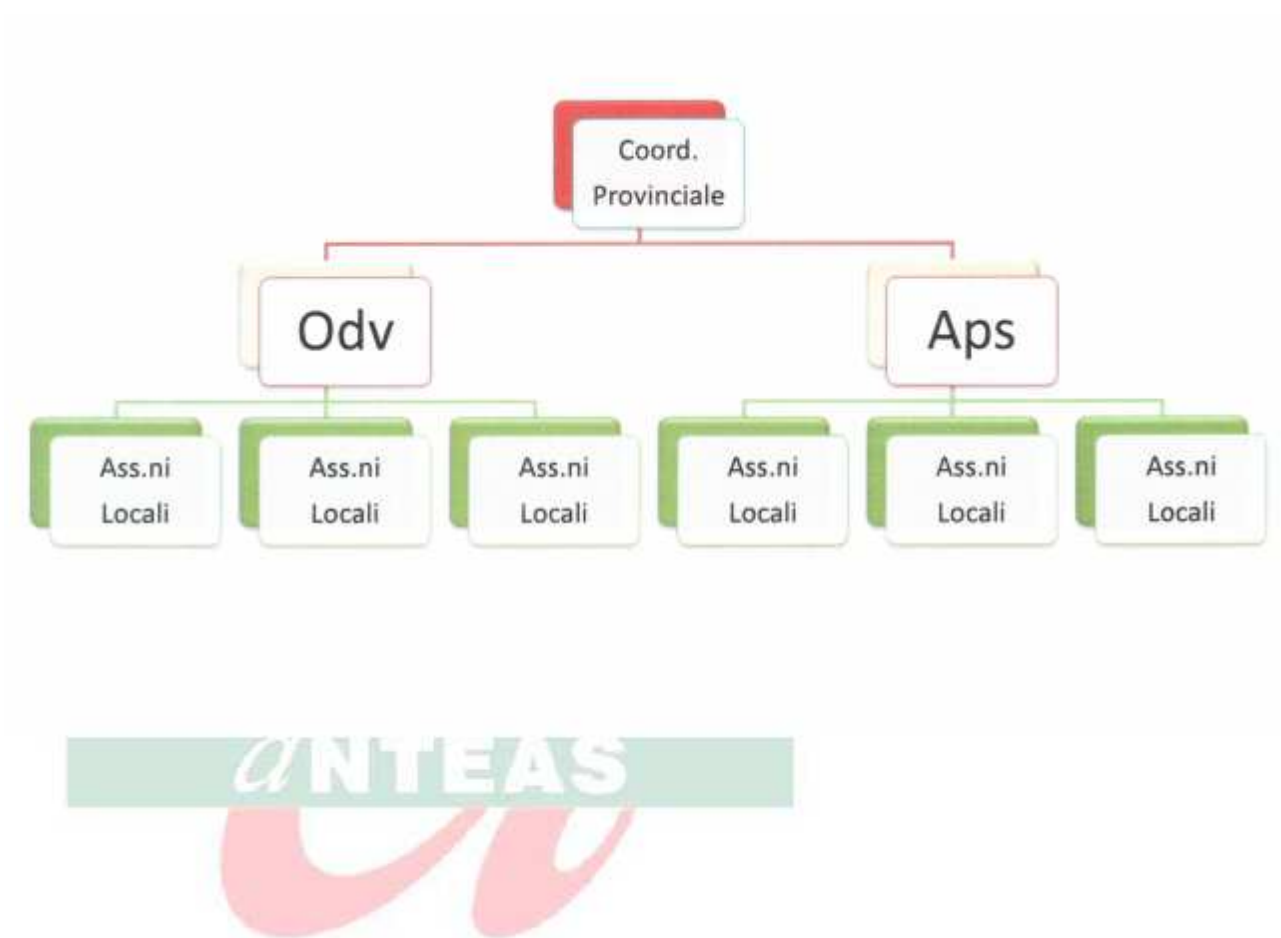 Coord.
Provinciale
Odv
Aps
Ass.ni
Locali
Ass.ni
Locali
Ass.ni
Locali
Ass.ni
Locali
Ass.ni
Locali
Ass.ni
Locali
aNTEAS